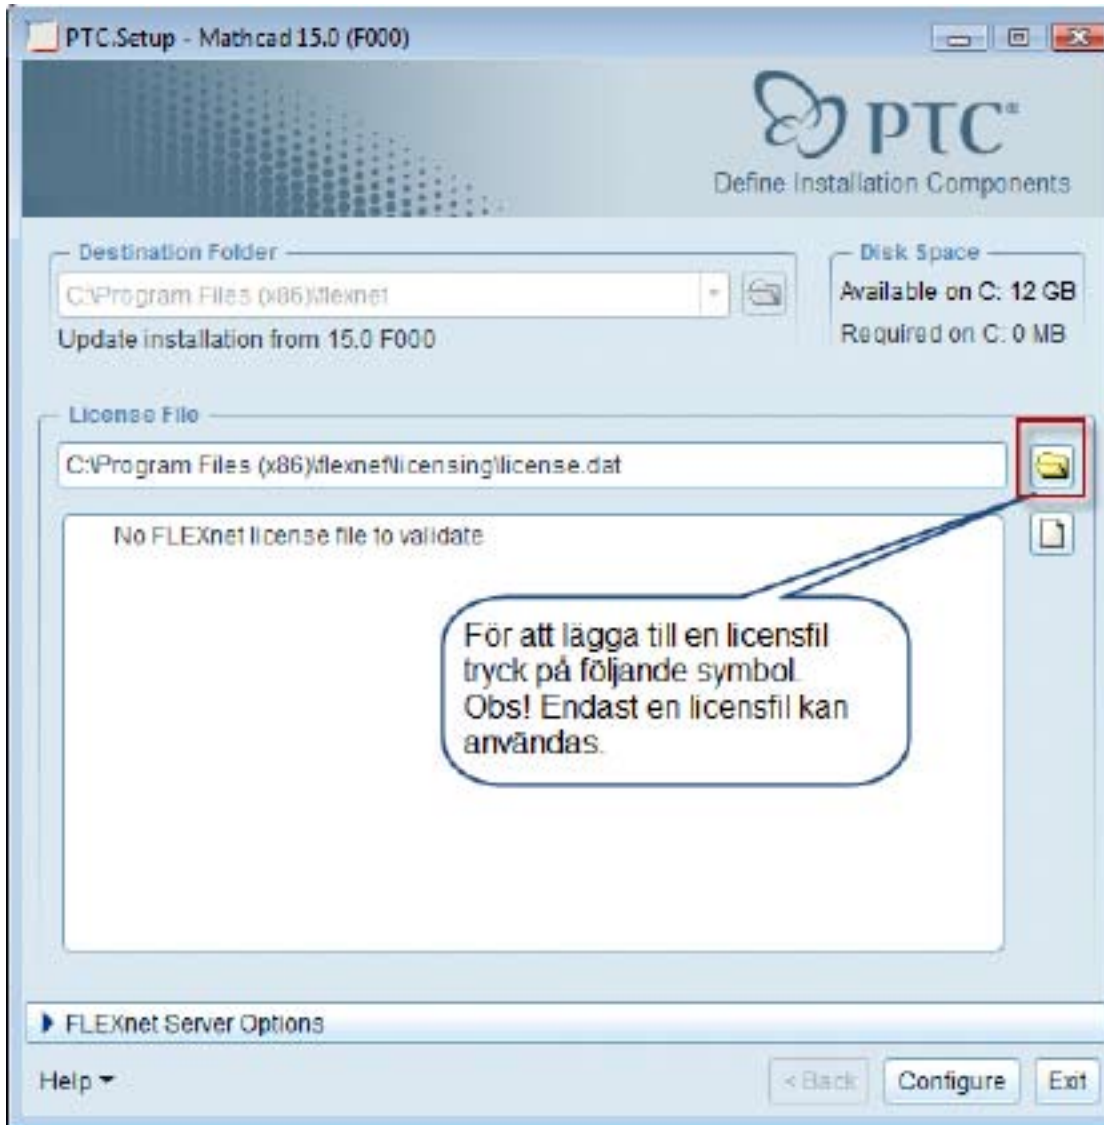 PTC.Setup - Mathcad 15.0 (F000)
PTC®
Define Installation Components
Destination Folder
C:\Program Files (x86)\flexnet
Update installation from 15.0 F000
Disk Space
Available on C: 12 GB
Required on C: 0 MB
License File
C:\Program Files (x86)\flexnet\licensing\license.dat
No FLEXnet license file to validate
För att lägga till en licensfil
tryck på följande symbol.
Obs! Endast en licensfil kan
användas.
FLEXnet Server Options
Help
< Back
Configure
Exit